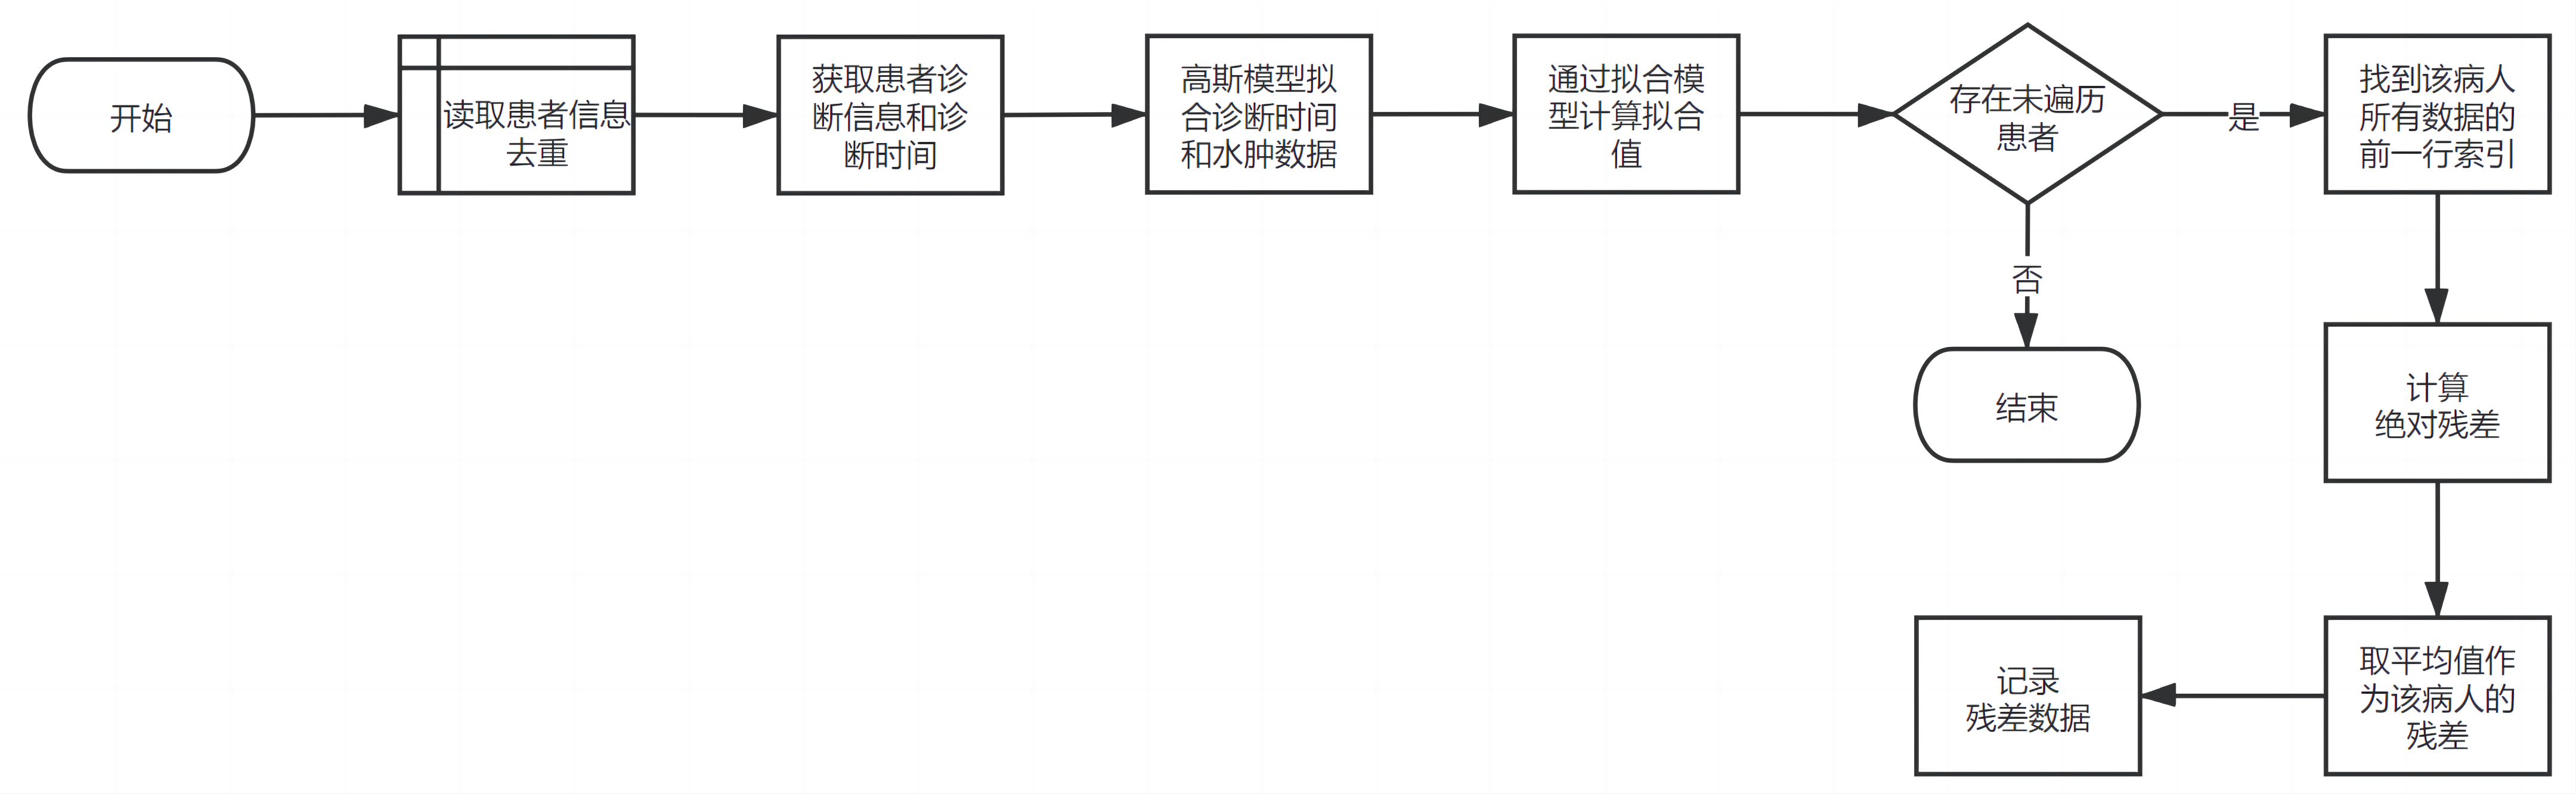 开始
读取患者信息
去重
获取患者诊
断信息和诊
断时间
高斯模型拟
合诊断时间
和水肿数据
通过拟合模
型计算拟合
值
存在未遍历
患者
是
找到该病人
所有数据的
前一行索引
否
结束
计算
绝对残差
取平均值作
为该病人的
残差
记录
残差数据